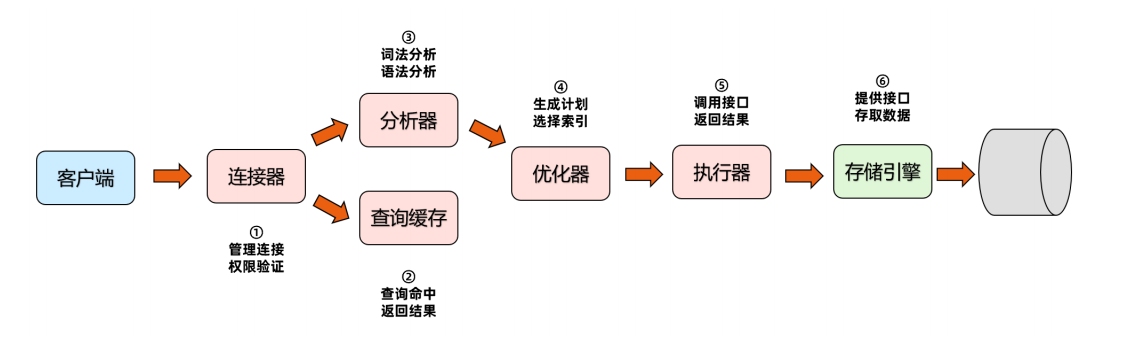 客户端
连接器
①
管理连接
权限验证
查询缓存
②
查询命中
返回结果
③
词法分析
语法分析
分析器
④
生成计划
选择索引
优化器
⑤
调用接口
返回结果
执行器
⑥
提供接口
存取数据
存储引擎